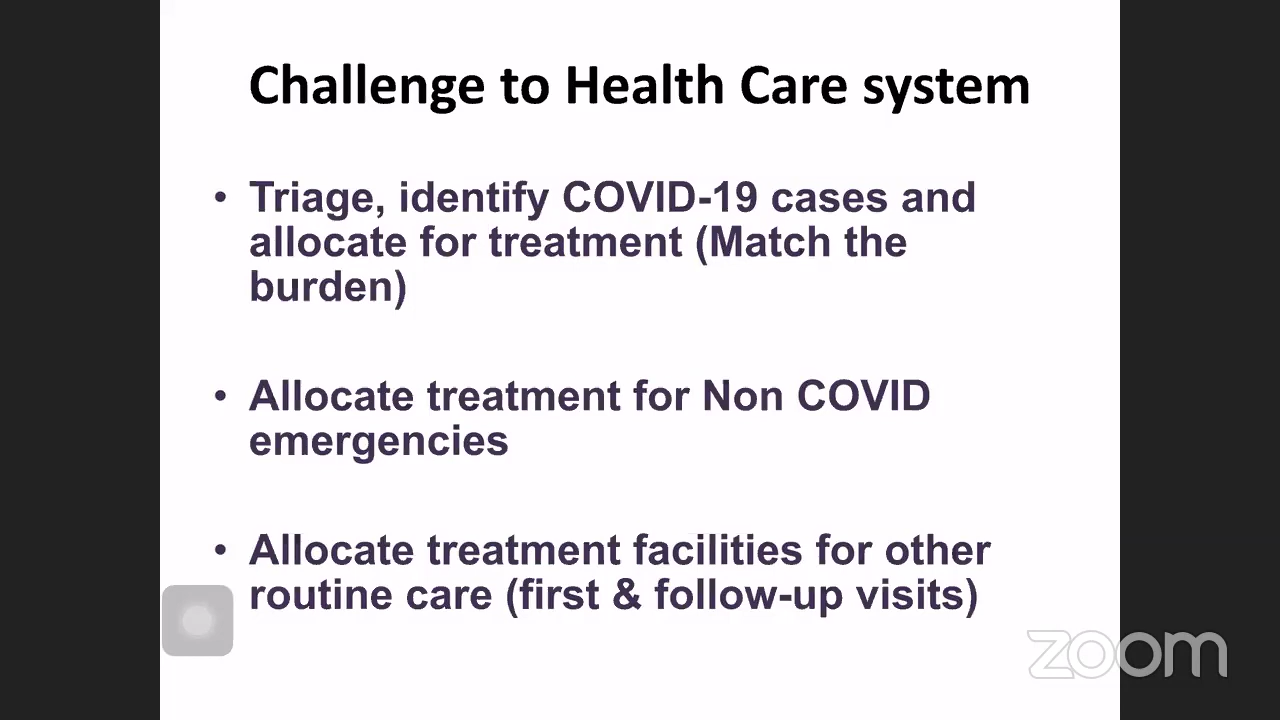 Challenge to Health Care system
• Triage, identify COVID-19 cases and
allocate for treatment (Match the
burden)
• Allocate treatment for Non COVID
emergencies
• Allocate treatment facilities for other
routine care (first & follow-up visits)
zoom